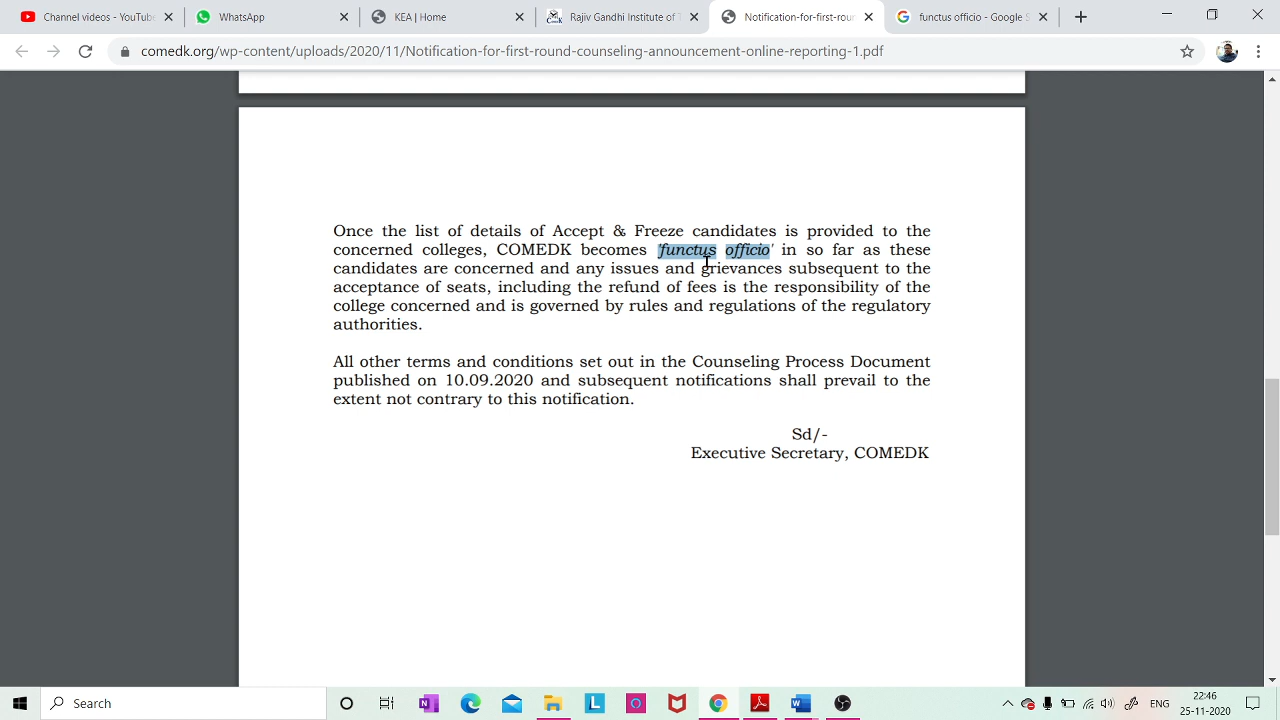 Channel videos - YouTube
WhatsApp
KEA | Home
Rajiv Gandhi Institute of T
Notification-for-first-rou
functus officio - Google S
comedk.org/wp-content/uploads/2020/11/Notification-for-first-round-counseling-announcement-online-reporting-1.pdf
Once the list of details of Accept & Freeze candidates is provided to the
concerned colleges, COMEDK becomes 'functus officio' in so far as these
candidates are concerned and any issues and grievances subsequent to the
acceptance of seats, including the refund of fees is the responsibility of the
college concerned and is governed by rules and regulations of the regulatory
authorities.
All other terms and conditions set out in the Counseling Process Document
published on 10.09.2020 and subsequent notifications shall prevail to the
extent not contrary to this notification.
Sd/-
Executive Secretary, COMEDK
Search
ENG
22:46
25-11-2020